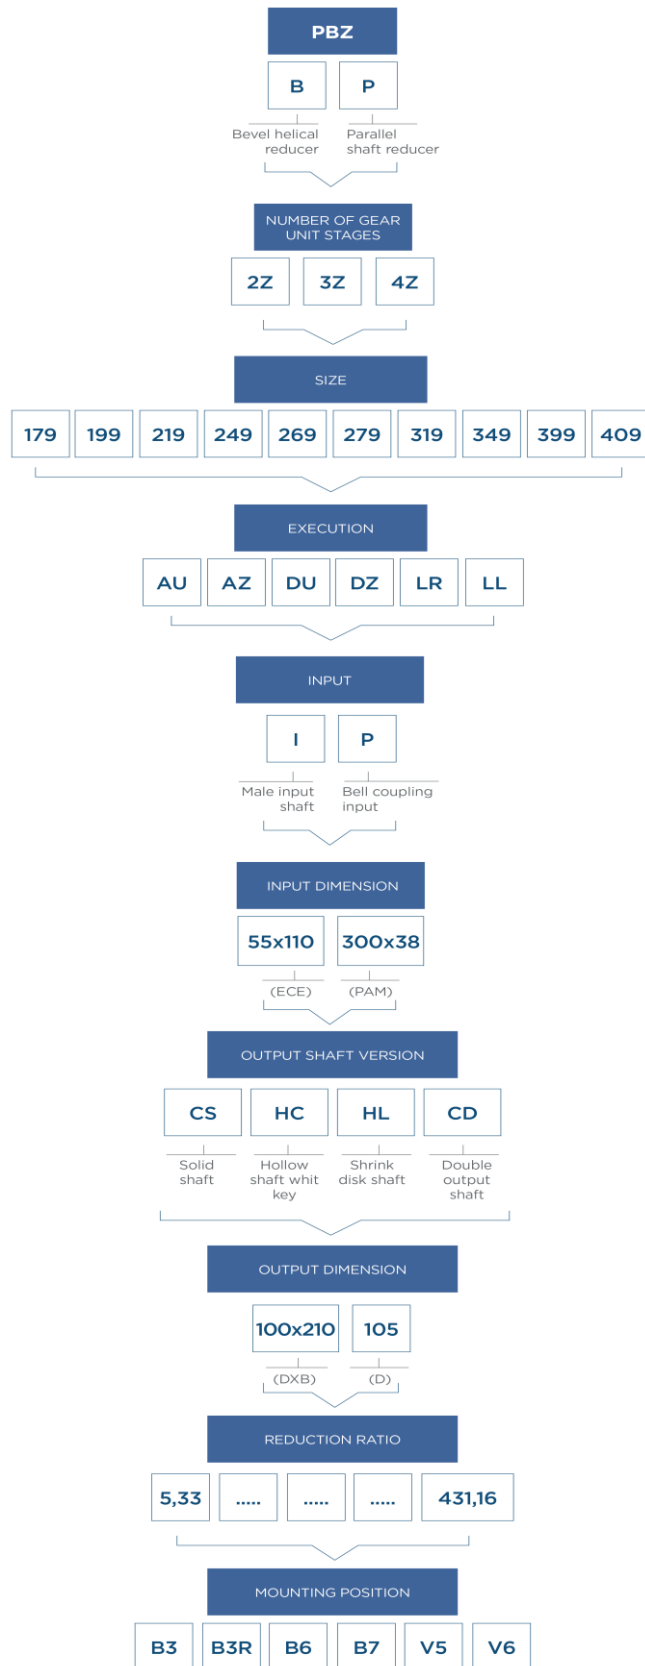 PBZ
B P
Bevel helical reducer
Parallel shaft reducer
NUMBER OF GEAR
UNIT STAGES
2Z 3Z 4Z
SIZE
179 199 219 249 269 279 319 349 399 409
EXECUTION
AU AZ DU DZ LR LL
INPUT
I P
Male input shaft
Bell coupling input
INPUT DIMENSION
55x110 300x38
(ECE) (PAM)
OUTPUT SHAFT VERSION
CS HC HL CD
Solid shaft
Hollow shaft whit key
Shrink disk shaft
Double output shaft
OUTPUT DIMENSION
100x210 105
(DXB) (D)
REDUCTION RATIO
5,33 ..... ..... ..... 431,16
MOUNTING POSITION
B3 B3R B6 B7 V5 V6